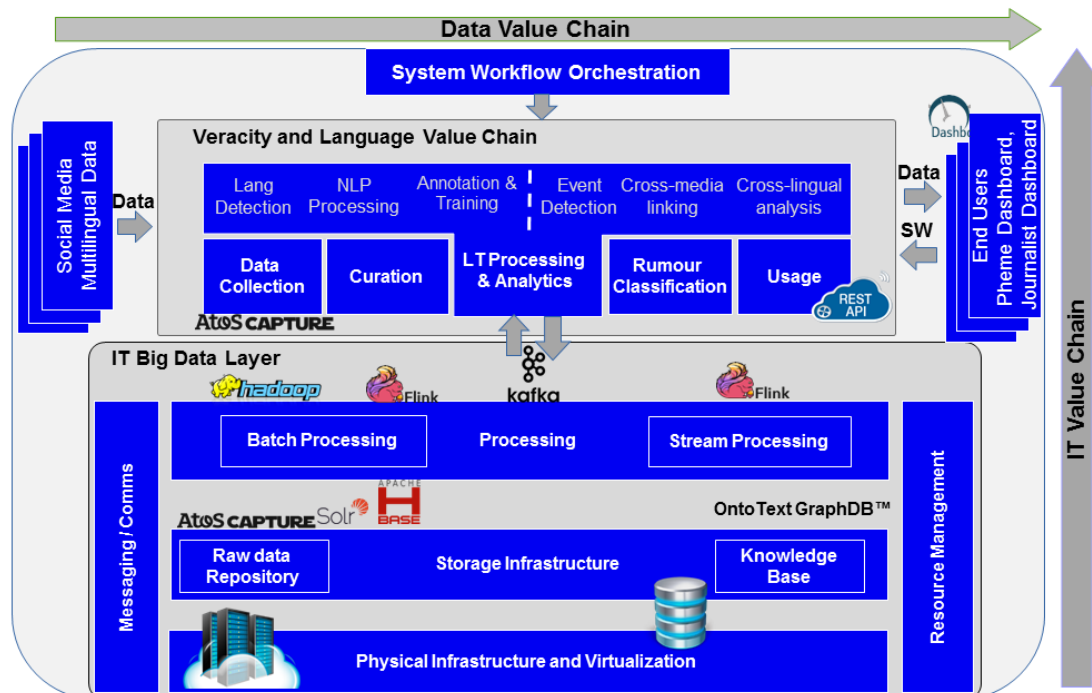 Data Value Chain
System Workflow Orchestration
IT Value Chain
Social Media
Multilingual Data
Data
Veracity and Language Value Chain
Lang
Detection
NLP
Processing
Annotation &
Training
Event
Detection
Cross-media
linking
Cross-lingual
analysis
Data
Collection
Curation
LT Processing
& Analytics
Rumour
Classification
Usage
REST
API
AtoS CAPTURE
Data
SW
Dashbo
End Users
Pheme Dashboard,
Journalist Dashboard
IT Big Data Layer
hadoop
Flink
kafka
Flink
Messaging / Comms
Batch Processing
Processing
Stream Processing
Resource Management
AtoS CAPTURE
Solr
APACHE
HBASE
OntoText GraphDB™
Raw data
Repository
Storage Infrastructure
Knowledge
Base
Physical Infrastructure and Virtualization